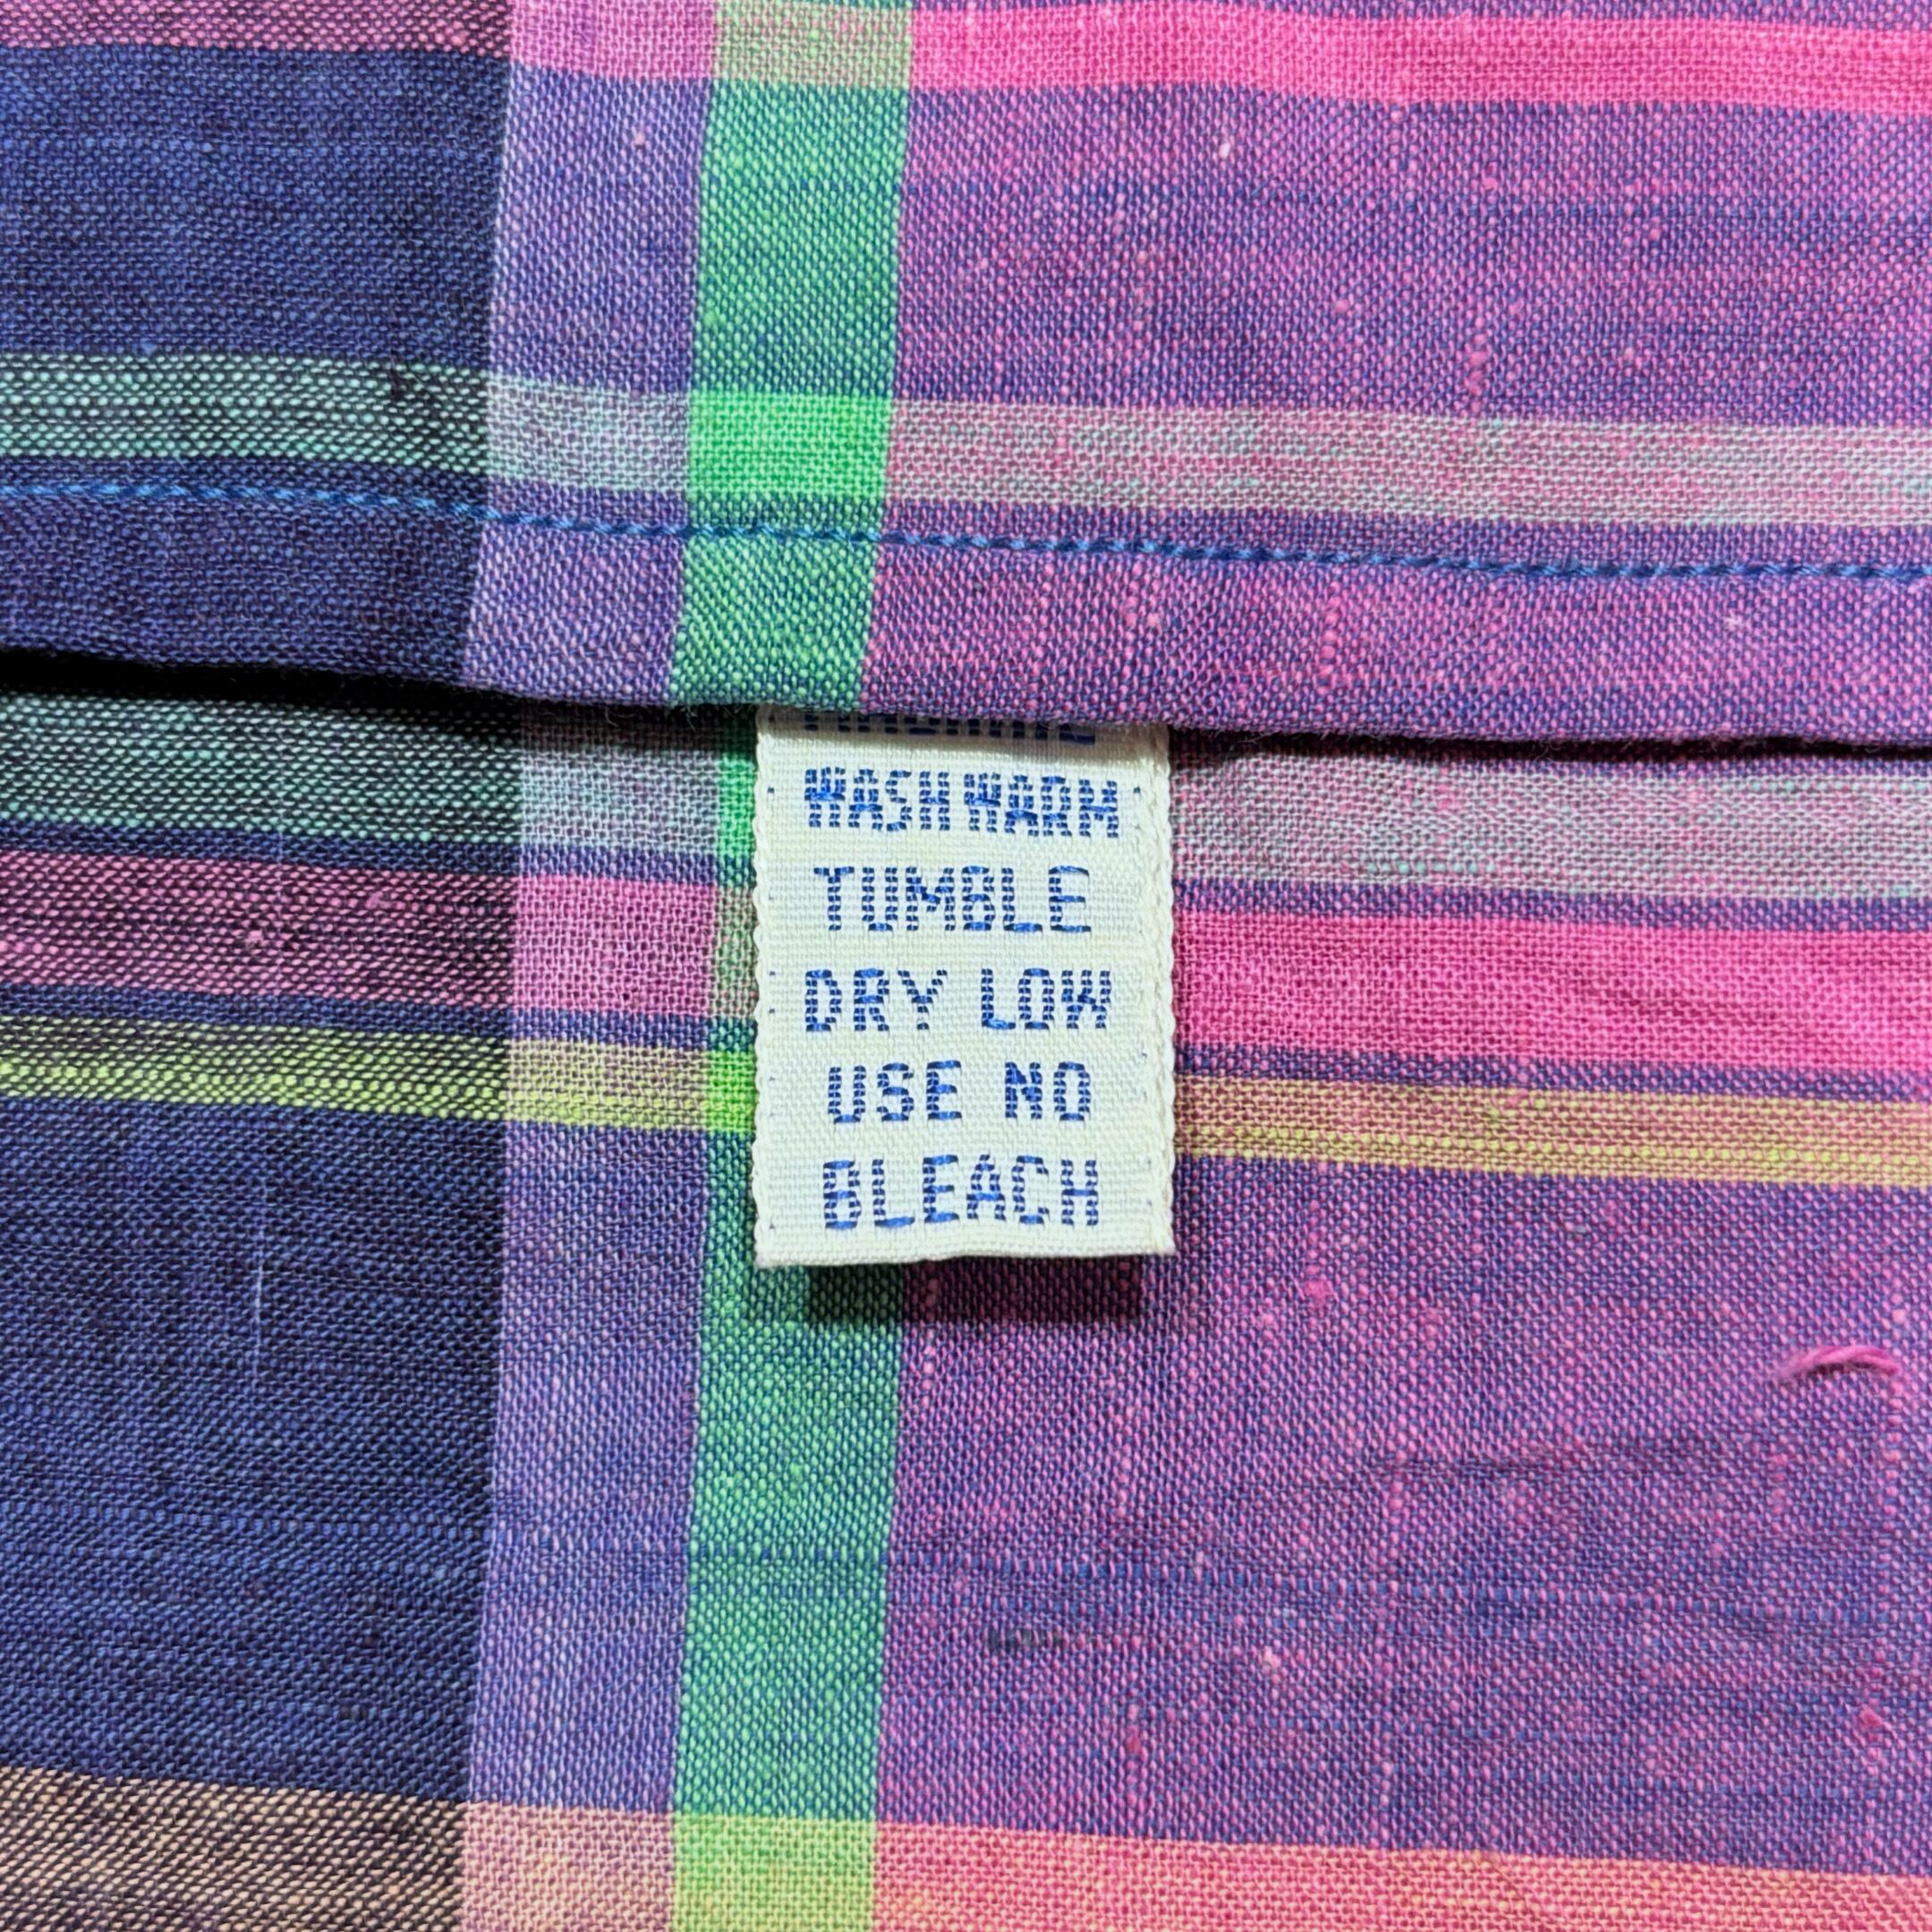 WASH WARM
TUMBLE
DRY LOW
USE NO
BLEACH